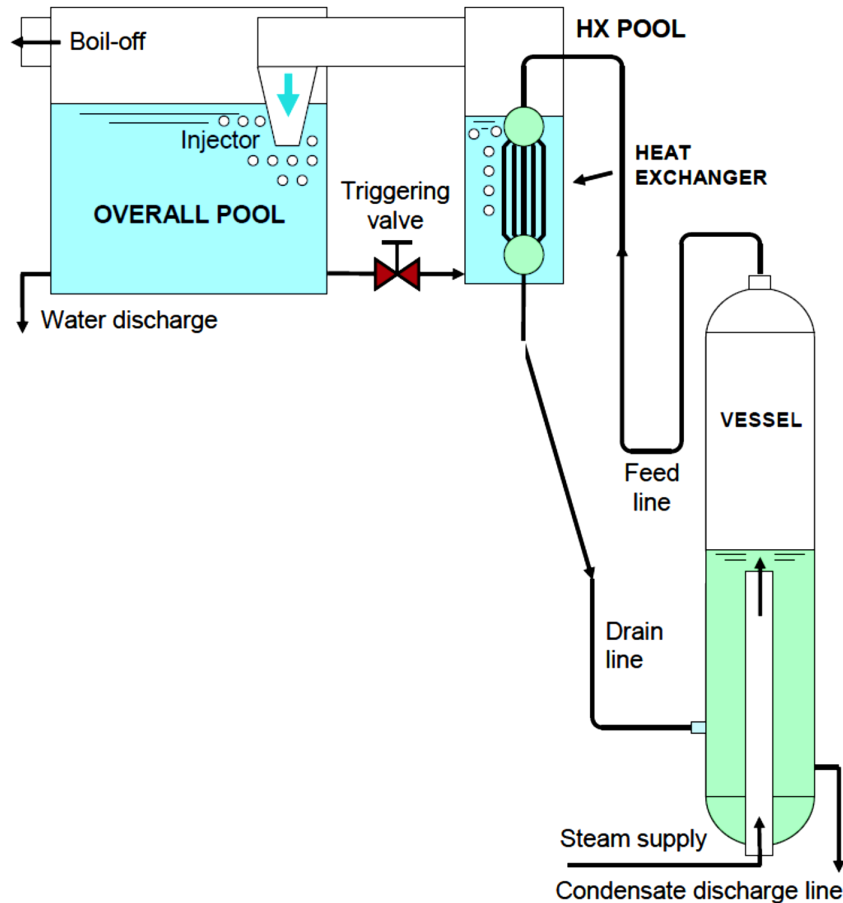 HX POOL
Boil-off
Injector
HEAT
EXCHANGER
Triggering
valve
OVERALL POOL
Water discharge
VESSEL
Feed
line
Drain
line
Steam supply
Condensate discharge line